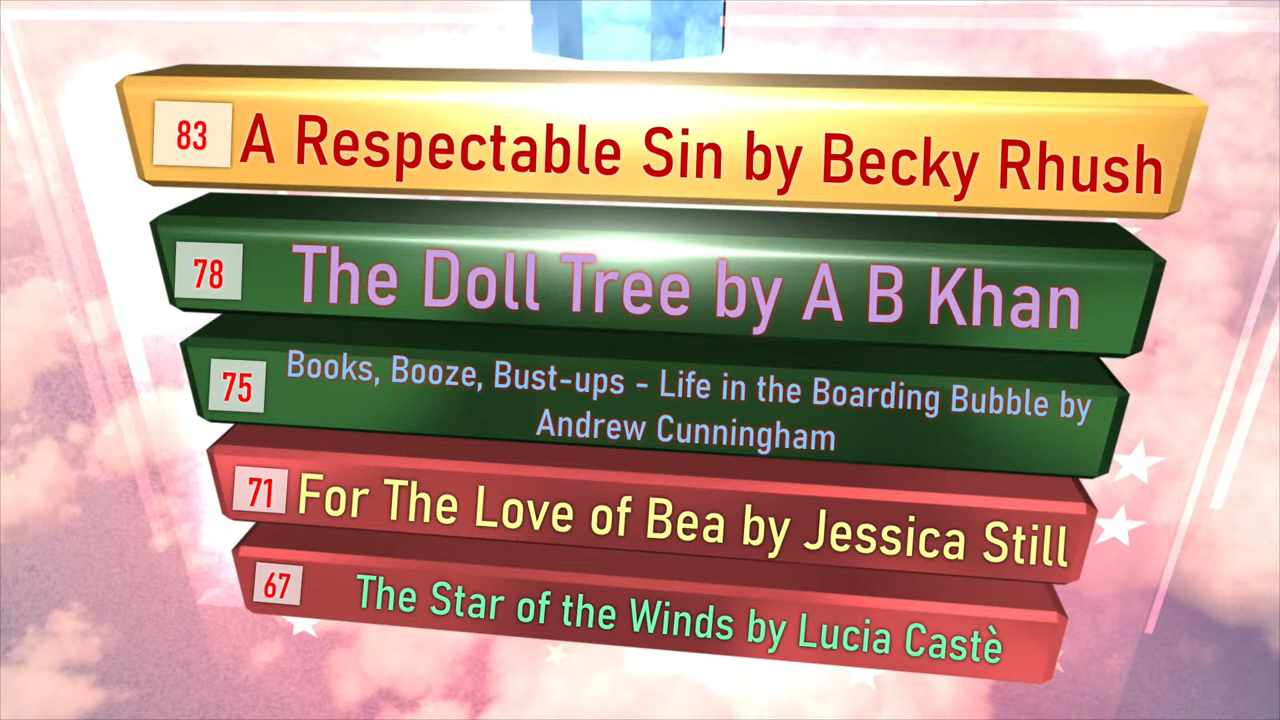 83 A Respectable Sin by Becky Rhush
78 The Doll Tree by A B Khan
75 Books, Booze, Bust-ups - Life in the Boarding Bubble by
Andrew Cunningham
71 For The Love of Bea by Jessica Still
67 The Star of the Winds by Lucia Castè